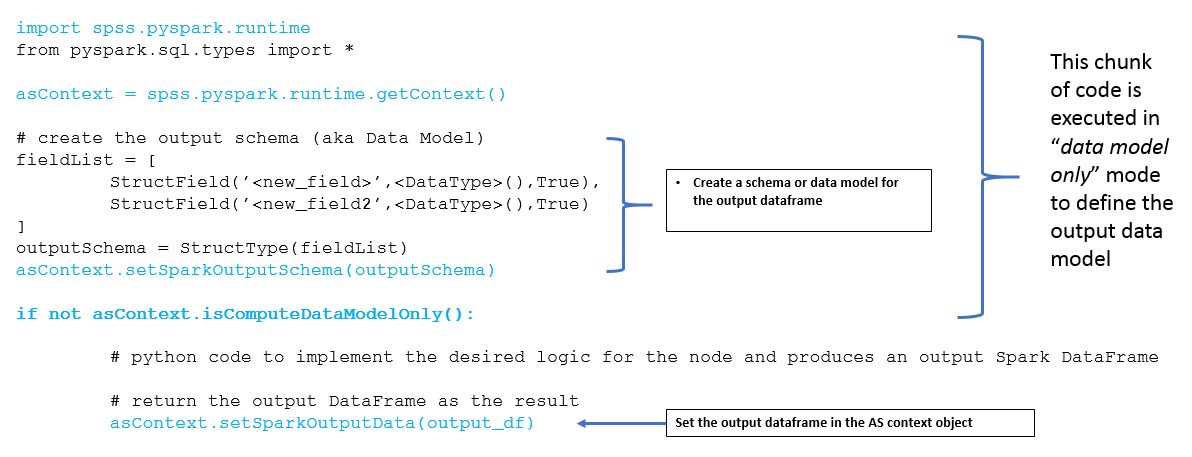 import spss.pyspark.runtime
from pyspark.sql.types import *
asContext = spss.pyspark.runtime.getContext()
# create the output schema (aka Data Model)
fieldList = [
StructField('<new_field>',<DataType>(),True),
StructField('<new_field2',<DataType>(),True)
]
outputSchema = StructType(fieldList)
asContext.setSparkOutputSchema(outputSchema)
if not asContext.isComputeDataModelOnly():
# python code to implement the desired logic for the node and produces an output Spark DataFrame
# return the output DataFrame as the result
asContext.setSparkOutputData(output_df)
• Create a schema or data model for
the output dataframe
Set the output dataframe in the AS context object
This chunk
of code is
executed in
“data model
only” mode
to define the
output data
model